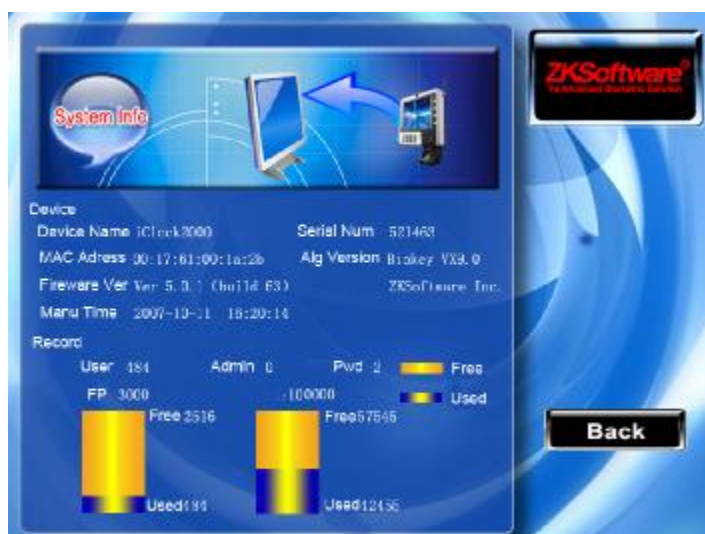 System Info
ZKSoftware®
Device
Device Name iClock2000 Serial Num 521463
MAC Adress 00:17:61:00:1a:2b Alg Version Biokey VX9.0
Fireware Ver Ver 5.0.1 (build 63) ZKSoftware Inc.
Manu Time 2007-10-11 16:20:14
Record
User 484 Admin 0 Pwd 2 Free
FP 3000 :100000 Used
Free 2516 Free57545
Used484 Used
Back